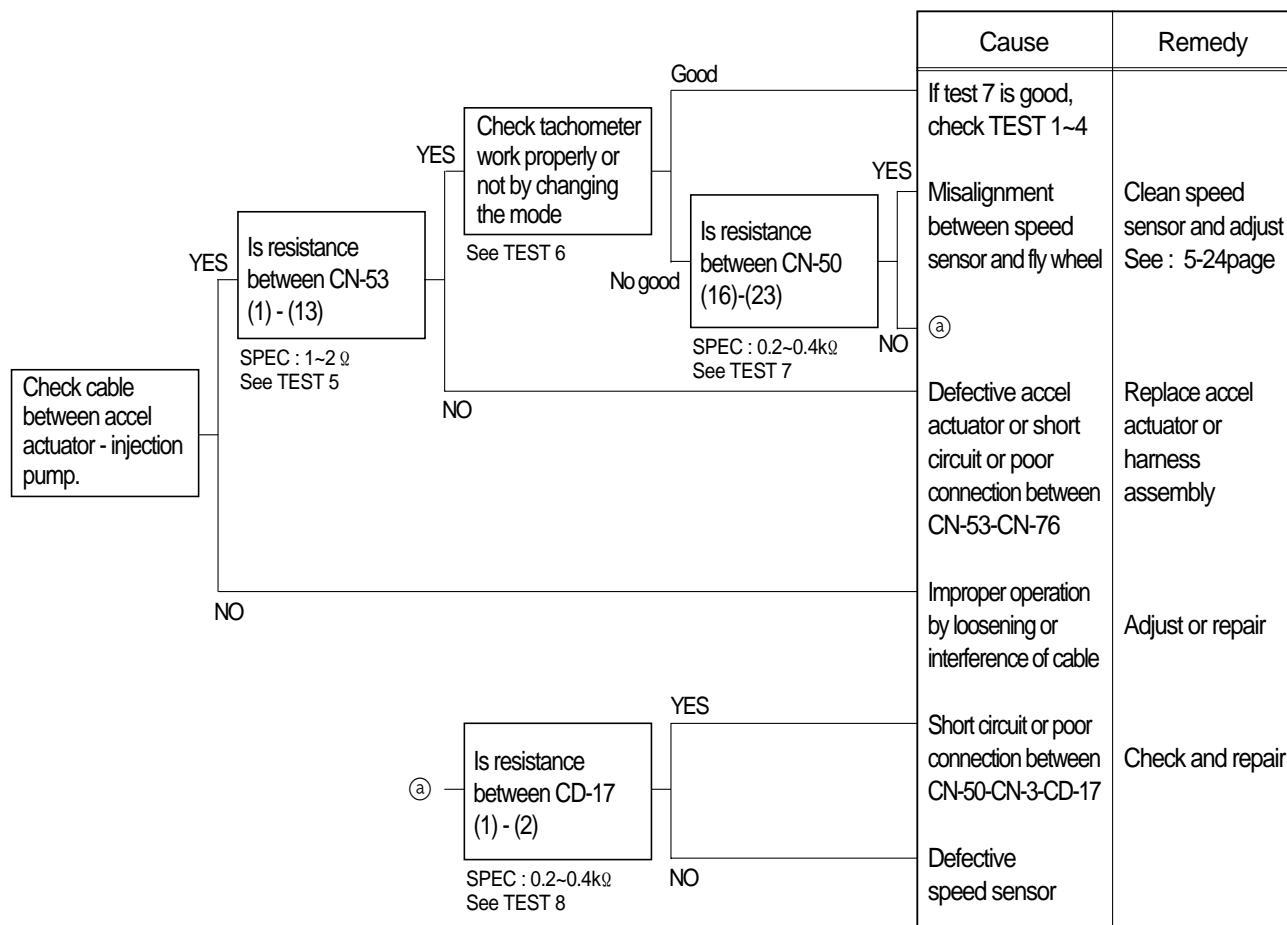 Cause
Remedy
Good
If test 7 is good,
check TEST 1~4
Check tachometer
work properly or
not by changing
the mode
YES
See TEST 6
YES
Misalignment
between speed
sensor and fly wheel
Clean speed
sensor and adjust
See : 5-24page
Is resistance
between CN-53
(1) - (13)
YES
SPEC : 1~2 Ω
See TEST 5
No good
Is resistance
between CN-50
(16)-(23)
SPEC : 0.2~0.4kΩ
See TEST 7
NO
ⓐ
Check cable
between accel
actuator - injection
pump.
NO
Defective accel
actuator or short
circuit or poor
connection between
CN-53-CN-76
Replace accel
actuator or
harness
assembly
NO
Improper operation
by loosening or
interference of cable
Adjust or repair
ⓐ
Is resistance
between CD-17
(1) - (2)
SPEC : 0.2~0.4kΩ
See TEST 8
YES
Short circuit or poor
connection between
CN-50-CN-3-CD-17
Check and repair
NO
Defective
speed sensor